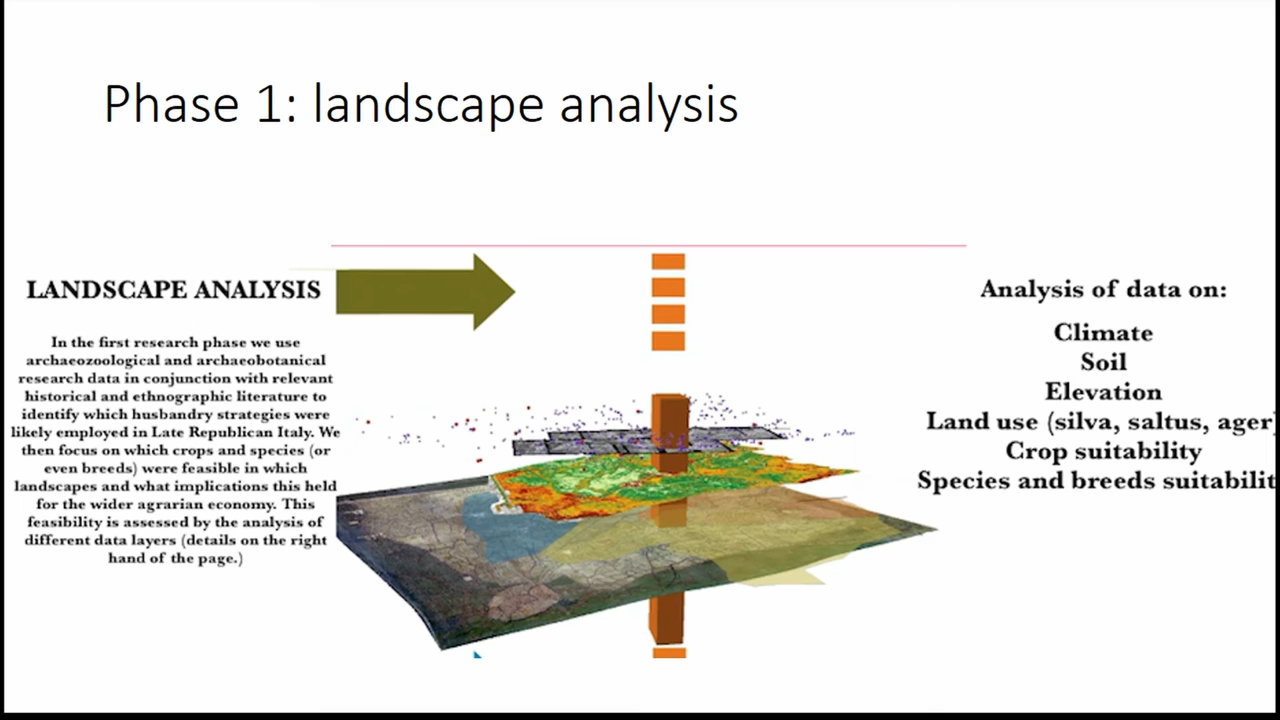 Phase 1: landscape analysis
LANDSCAPE ANALYSIS
In the first research phase we use
archaeozoological and archaeobotanical
research data in conjunction with relevant
historical and ethnographic literature to
identify which husbandry strategies were
likely employed in Late Republican Italy. We
then focus on which crops and species (or
even breeds) were feasible in which
landscapes and what implications this held
for the wider agrarian economy. This
feasibility is assessed by the analysis of
different data layers (details on the right
hand of the page.)
Analysis of data on:
Climate
Soil
Elevation
Land use (silva, saltus, ager)
Crop suitability
Species and breeds suitabilit